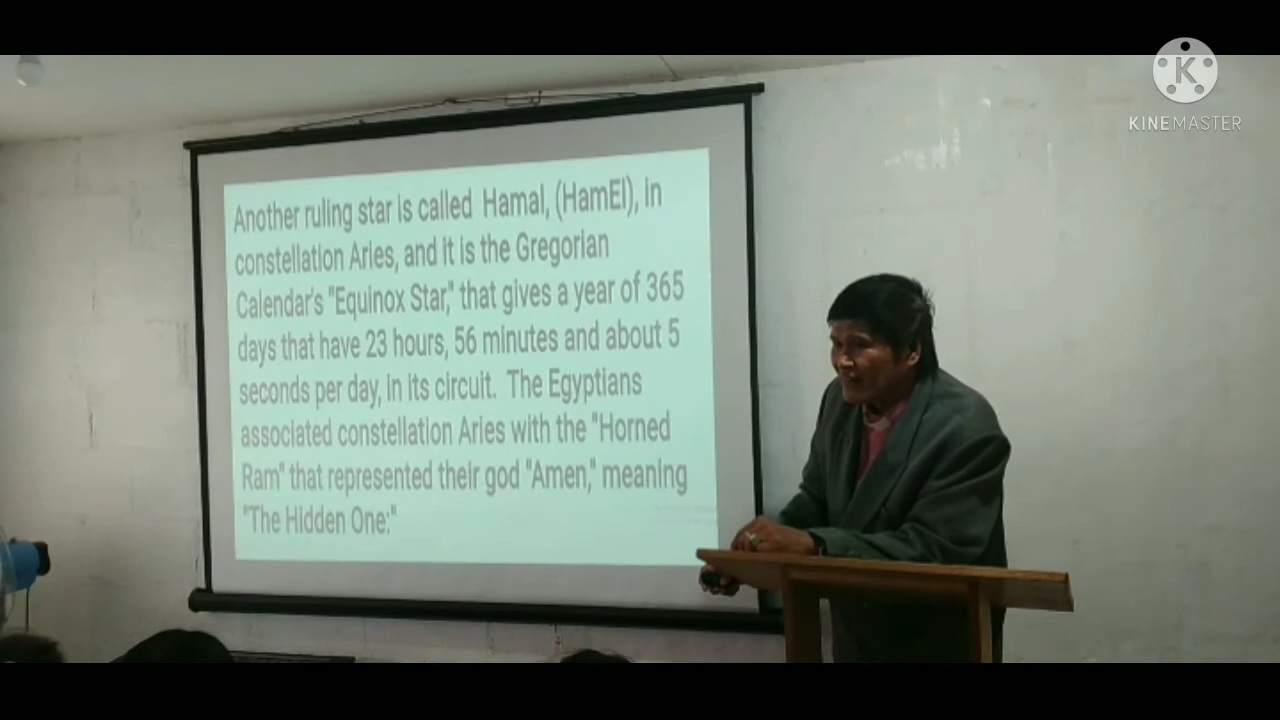 Another ruling star is called Hamal, (HamEl), in
constellation Aries, and it is the Gregorian
Calendar's "Equinox Star," that gives a year of 365
days that have 23 hours, 56 minutes and about 5
seconds per day, in its circuit. The Egyptians
associated constellation Aries with the "Horned
Ram" that represented their god "Amen," meaning
"The Hidden One:"
K
KINEMASTER